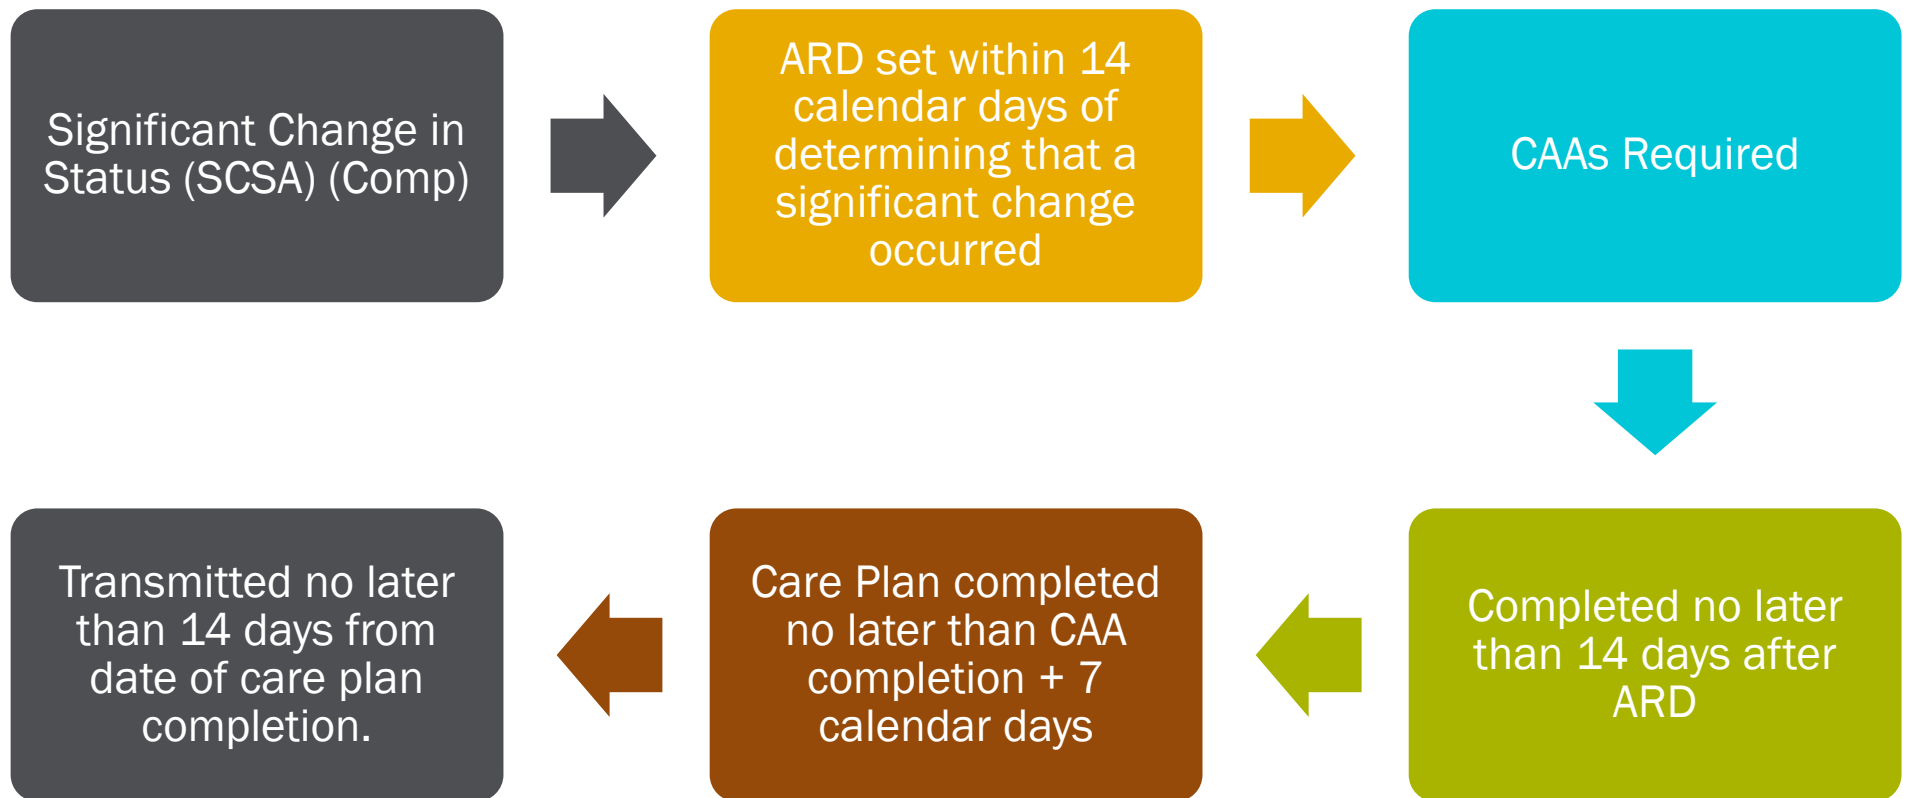 Significant Change in
Status (SCSA) (Comp)
ARD set within 14
calendar days of
determining that a
significant change
occurred
CAAs Required
Completed no later
than 14 days after
ARD
Care Plan completed
no later than CAA
completion + 7
calendar days
Transmitted no later
than 14 days from
date of care plan
completion.